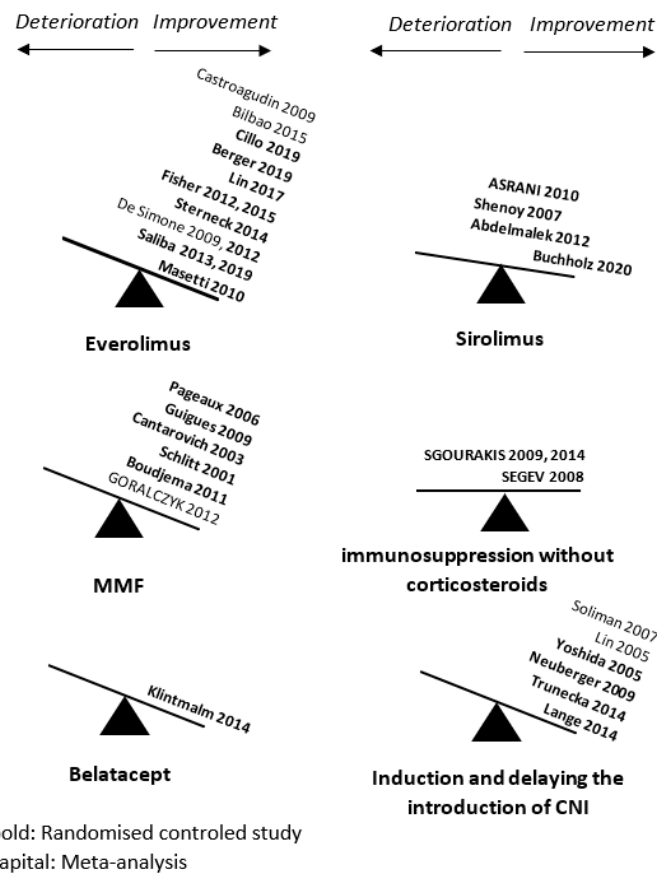 Deterioration Improvement
Deterioration Improvement
Castroagudin 2009
Bilbao 2015
Cillo 2019
Berger 2019
Lin 2017
Fisher 2012, 2015
Sterneck 2014
De Simone 2009, 2012
Saliba 2013, 2019
Masetti 2010
Everolimus
ASRANI 2010
Shenoy 2007
Abdelmalek 2012
Buchholz 2020
Sirolimus
Pageaux 2006
Guigues 2009
Cantarovich 2003
Schlitt 2001
Boudjema 2011
GORALCZYK 2012
MMF
SGOURAKIS 2009, 2014
SEGEV 2008
immunosuppression without
corticosteroids
Klintmalm 2014
Belatacept
Soliman 2007
Lin 2005
Yoshida 2005
Neuberger 2009
Trunecka 2014
Lange 2014
Induction and delaying the
introduction of CNI
old: Randomised controled study
apital: Meta-analysis